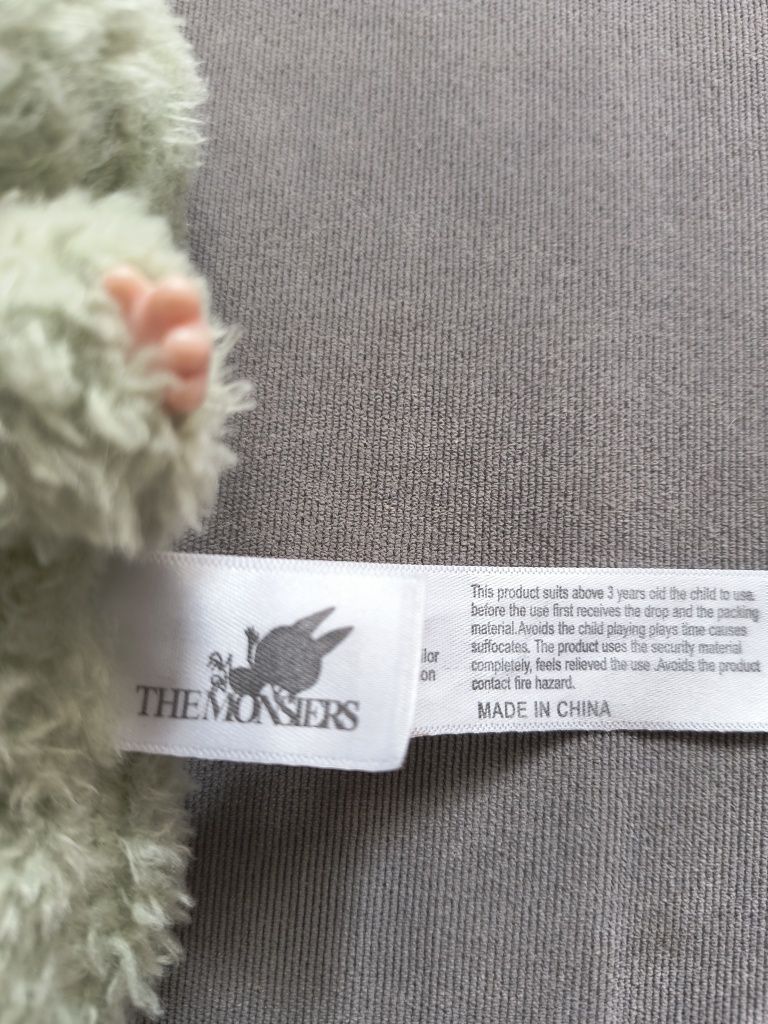 THE MONSTERS
lor
on
This product suits above 3 years old the child to use.
before the use first receives the drop and the packing
material.Avoids the child playing plays time causes
suffocates. The product uses the security material
completely, feels relieved the use .Avoids the product
contact fire hazard.
MADE IN CHINA